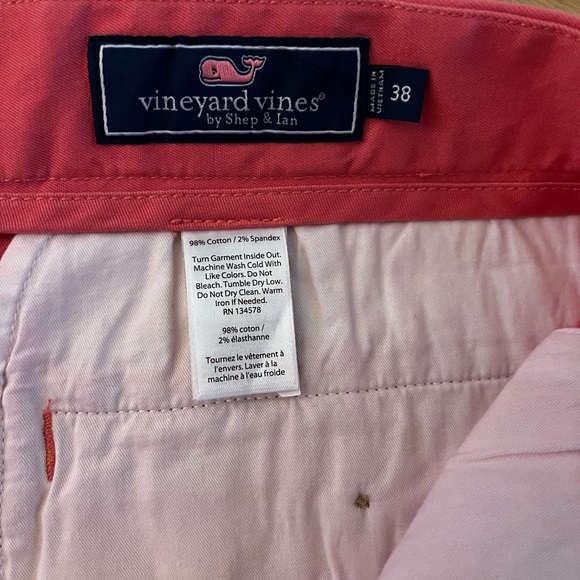 vineyard vines®
by Shep & Ian
MADE IN
VIETNAM
38
98% Cotton / 2% Spandex
Turn Garment Inside Out.
Machine Wash Cold With
Like Colors. Do Not
Bleach. Tumble Dry Low.
Do Not Dry Clean. Warm
Iron If Needed.
RN 134578
98% coton /
2% élasthanne
Tournez le vêtement à
l'envers. Laver à la
machine à l'eau froide